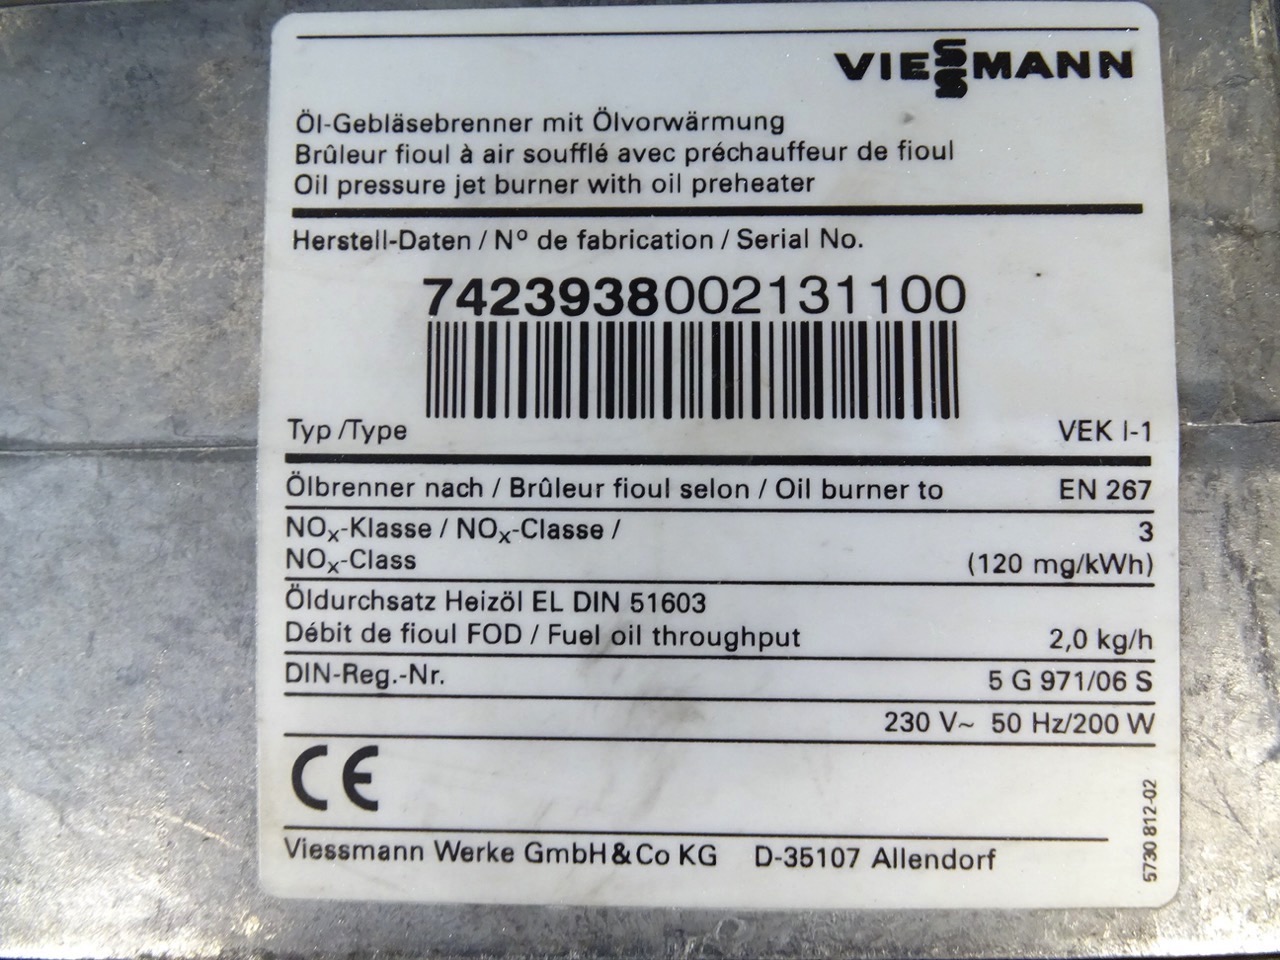 VIESSMANN
Öl-Gebläsebrenner mit Ölvorwärmung
Brûleur fioul à air soufflé avec préchauffeur de fioul
Oil pressure jet burner with oil preheater
Herstell-Daten / N° de fabrication / Serial No.
7423938002131100
Typ /Type VEK I-1
Ölbrenner nach / Brûleur fioul selon / Oil burner to EN 267
NOx-Klasse / NOx-Classe / 3
NOx-Class (120 mg/kWh)
Öldurchsatz Heizöl EL DIN 51603
Débit de fioul FOD / Fuel oil throughput 2,0 kg/h
DIN-Reg.-Nr. 5 G 971/06 S
230 V~ 50 Hz/200 W
CE
Viessmann Werke GmbH&Co KG D-35107 Allendorf
5730 812-02